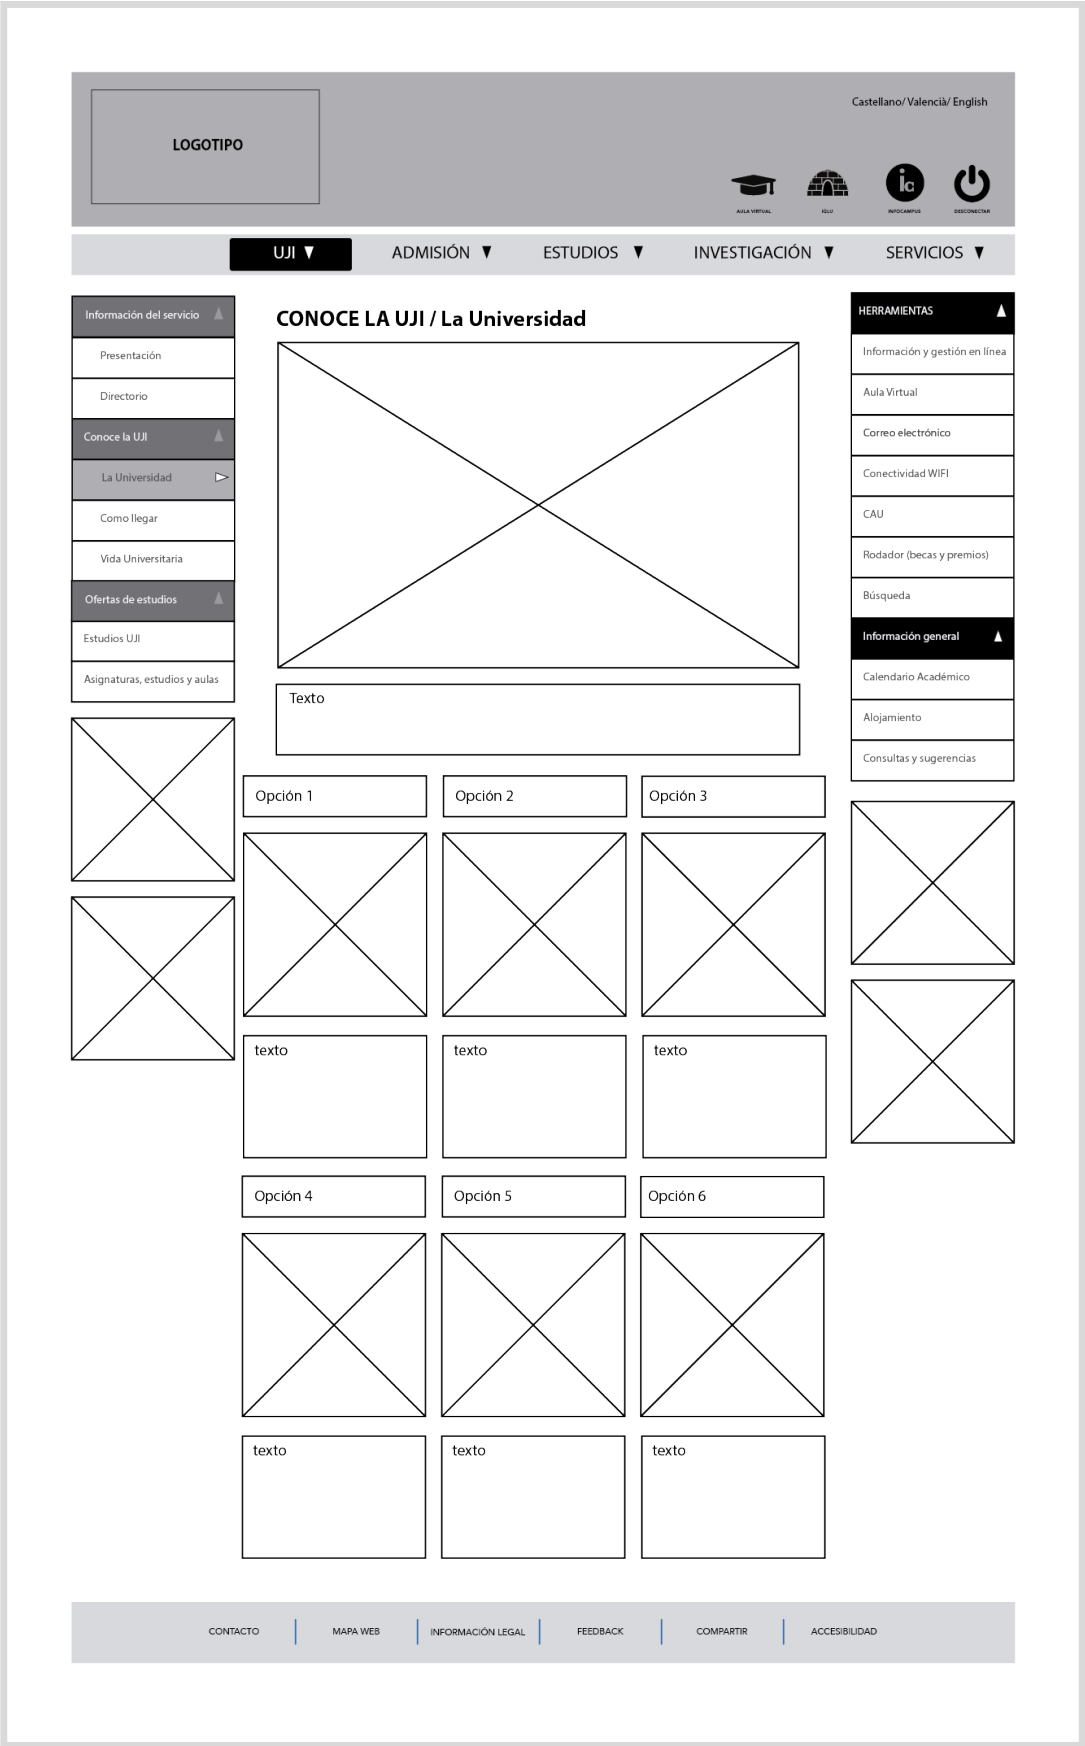 Castellano/ Valencià/ English
LOGOTIPO
AULA VIRTUAL
IGLU
INFOCAMPUS
DESCONECTAR
UJI
ADMISIÓN
ESTUDIOS
INVESTIGACIÓN
SERVICIOS
Información del servicio
Presentación
Directorio
Conoce la UJI
La Universidad
Como llegar
Vida Universitaria
Ofertas de estudios
Estudios UJI
Asignaturas, estudios y aulas
CONOCE LA UJI / La Universidad
Texto
Opción 1
Opción 2
Opción 3
texto
texto
texto
Opción 4
Opción 5
Opción 6
texto
texto
texto
HERRAMIENTAS
Información y gestión en línea
Aula Virtual
Correo electrónico
Conectividad WIFI
CAU
Rodador (becas y premios)
Búsqueda
Información general
Calendario Académico
Alojamiento
Consultas y sugerencias
CONTACTO
MAPA WEB
INFORMACIÓN LEGAL
FEEDBACK
COMPARTIR
ACCESIBILIDAD